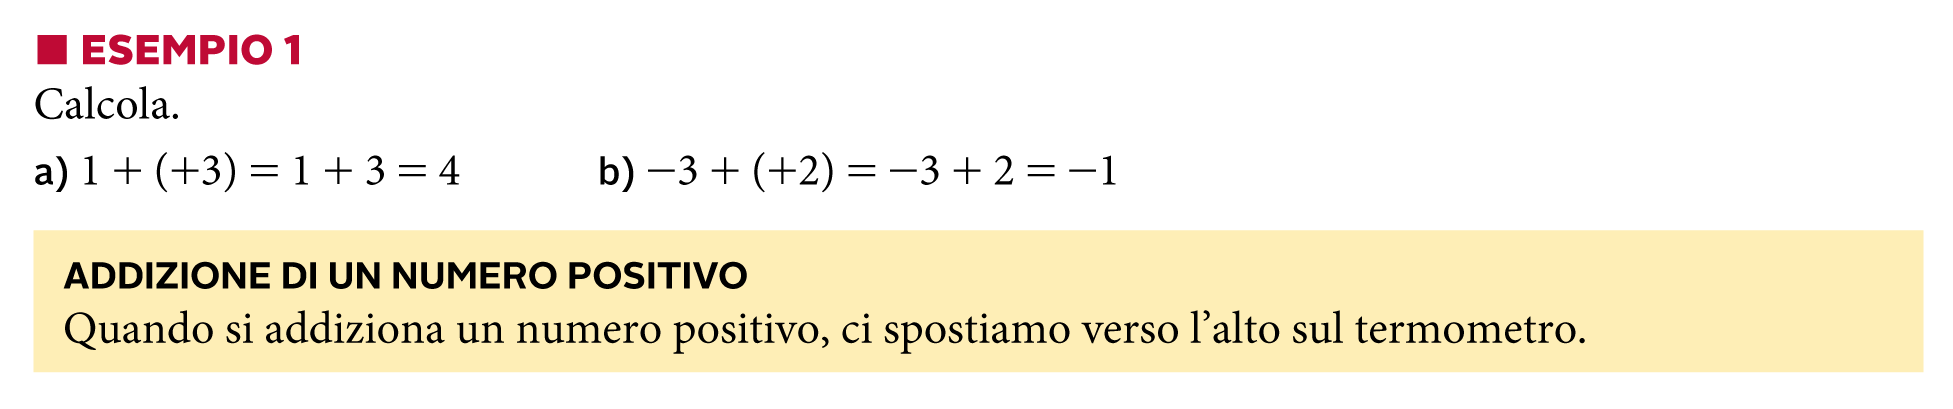 ■ ESEMPIO 1
Calcola.
a) 1 + (+3) = 1 + 3 = 4 b) −3 + (+2) = −3 + 2 = −1
ADDIZIONE DI UN NUMERO POSITIVO
Quando si addiziona un numero positivo, ci spostiamo verso l’alto sul termometro.